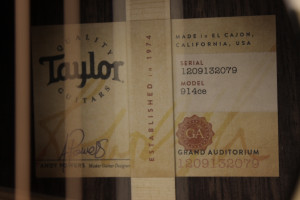 QUALITY
Taylor
GUITARS
ESTABLISHED in 1974
MADE IN EL CAJON,
CALIFORNIA, USA
SERIAL
1209132079
MODEL
914ce
GA
GRAND AUDITORIUM
1209132079